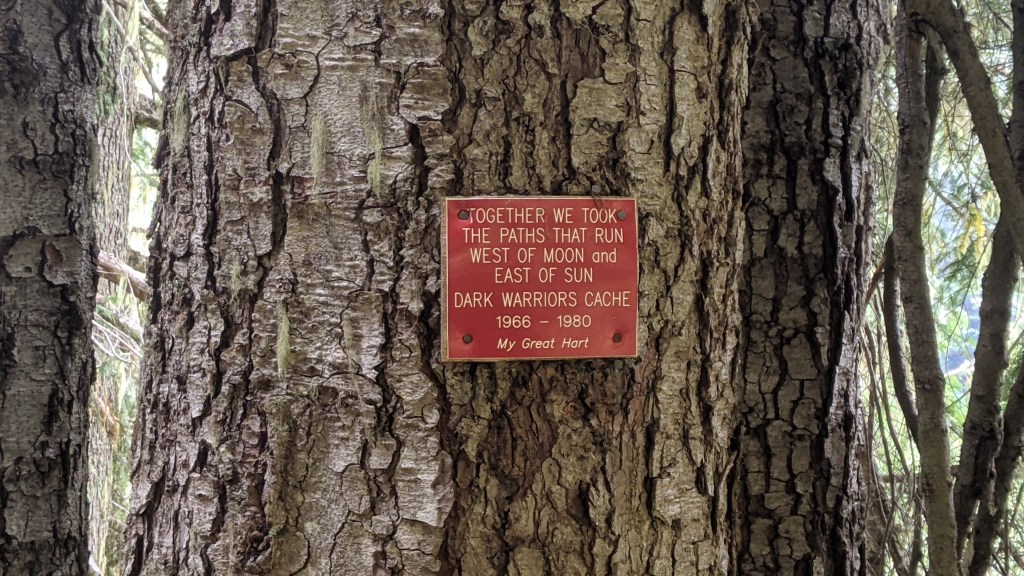 TOGETHER WE TOOK
THE PATHS THAT RUN
WEST OF MOON and
EAST OF SUN
DARK WARRIORS CACHE
1966 – 1980
My Great Hart